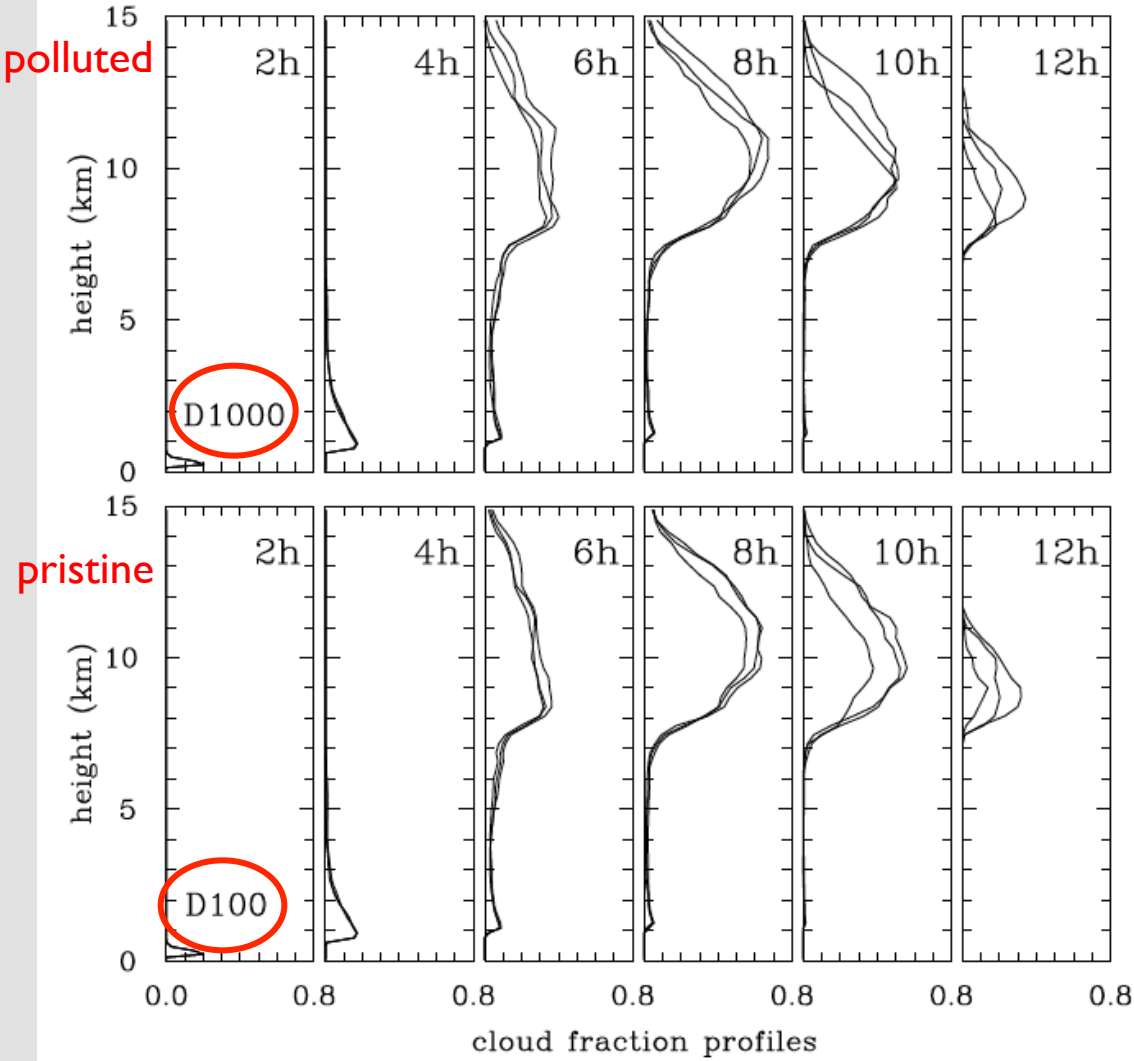 polluted
15
10
5
0
height (km)
2h
4h
6h
8h
10h
12h
D1000
pristine
15
10
5
0
height (km)
2h
4h
6h
8h
10h
12h
D100
0.0 0.8 0.8 0.8 0.8 0.8 0.8
cloud fraction profiles